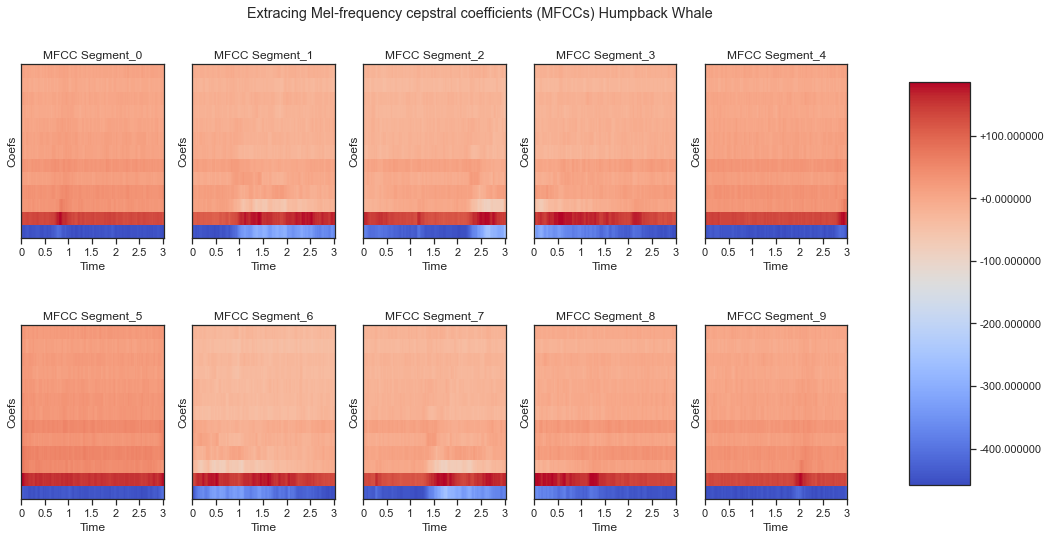 Extracing Mel-frequency cepstral coefficients (MFCCs) Humpback Whale
MFCC Segment_0 MFCC Segment_1 MFCC Segment_2 MFCC Segment_3 MFCC Segment_4
Coefs Coefs Coefs Coefs Coefs
0 0.5 1 1.5 2 2.5 3 0 0.5 1 1.5 2 2.5 3 0 0.5 1 1.5 2 2.5 3 0 0.5 1 1.5 2 2.5 3 0 0.5 1 1.5 2 2.5 3
Time Time Time Time Time
MFCC Segment_5 MFCC Segment_6 MFCC Segment_7 MFCC Segment_8 MFCC Segment_9
Coefs Coefs Coefs Coefs Coefs
0 0.5 1 1.5 2 2.5 3 0 0.5 1 1.5 2 2.5 3 0 0.5 1 1.5 2 2.5 3 0 0.5 1 1.5 2 2.5 3 0 0.5 1 1.5 2 2.5 3
Time Time Time Time Time
+100.000000
+0.000000
-100.000000
-200.000000
-300.000000
-400.000000